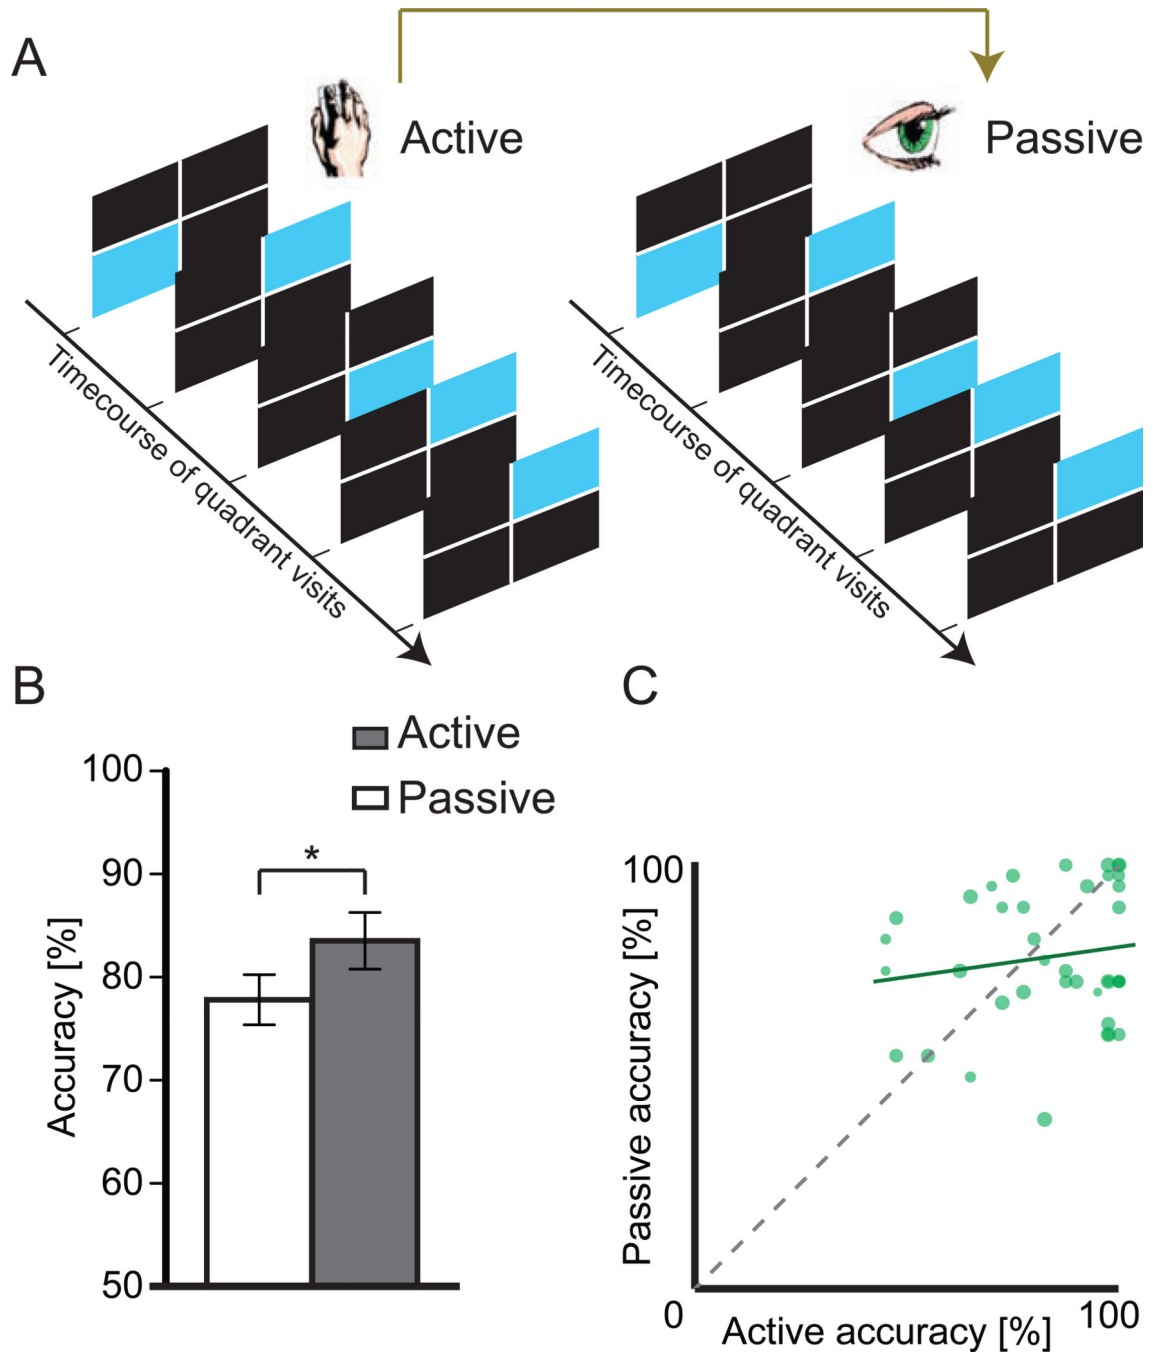 A
Active
Passive
Timecourse of quadrant visits
Timecourse of quadrant visits
B
Active
Passive
100
90
80
70
60
50
Accuracy [%]
*
C
100
Passive accuracy [%]
0
100
Active accuracy [%]